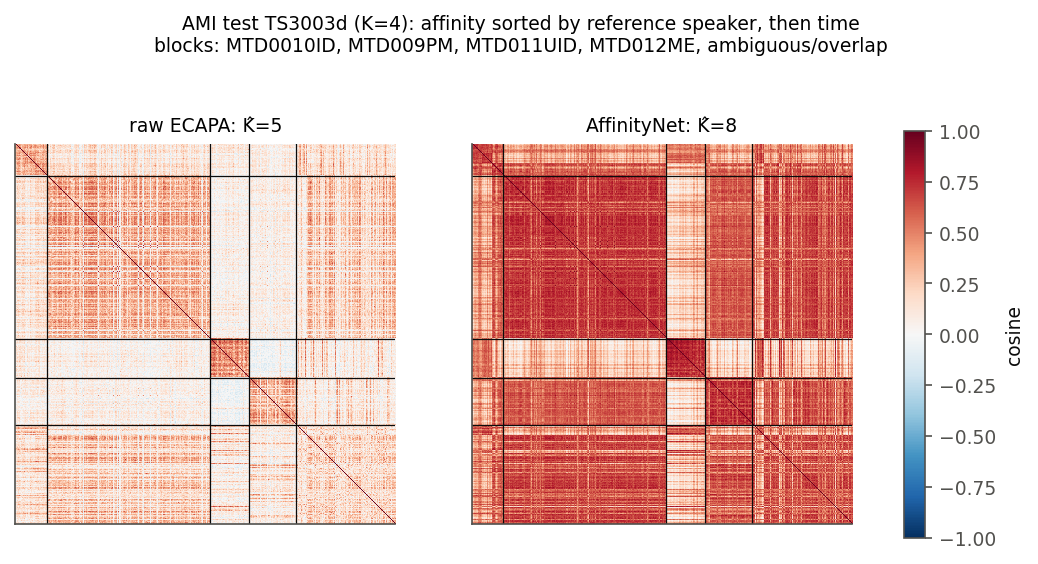 AMI test TS3003d (K=4): affinity sorted by reference speaker, then time
blocks: MTD0010ID, MTD009PM, MTD011UID, MTD012ME, ambiguous/overlap
raw ECAPA: K̂=5
AffinityNet: K̂=8
1.00
0.75
0.50
0.25
0.00
−0.25
−0.50
−0.75
−1.00
cosine